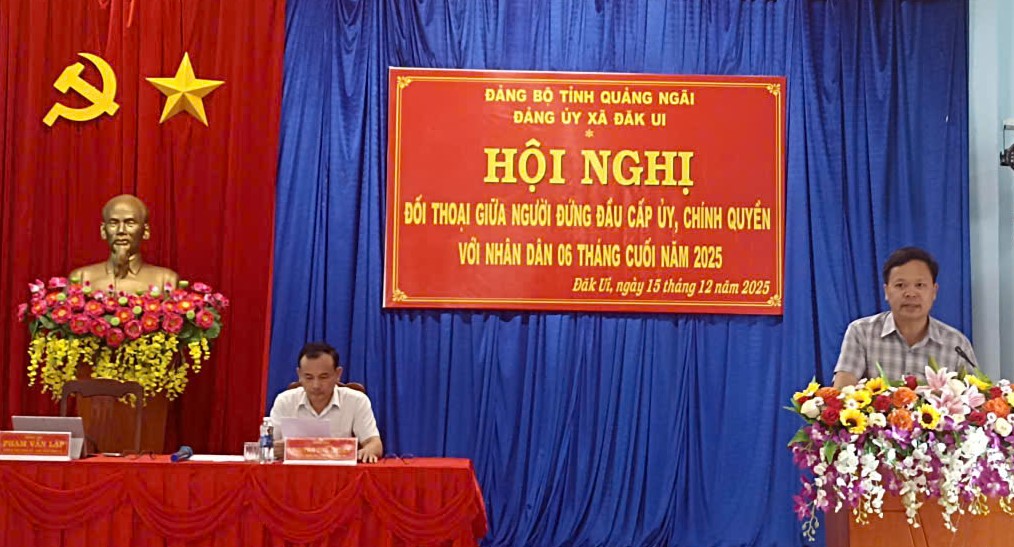 ĐẢNG BỘ TỈNH QUẢNG NGÃI
ĐẢNG ỦY XÃ ĐĂK UI
*
HỘI NGHỊ
ĐỐI THOẠI GIỮA NGƯỜI ĐỨNG ĐẦU CẤP ỦY, CHÍNH QUYỀN
VỚI NHÂN DÂN 06 THÁNG CUỐI NĂM 2025
Đăk Ui, ngày 15 tháng 12 năm 2025
PHẠM VĂN LẬP